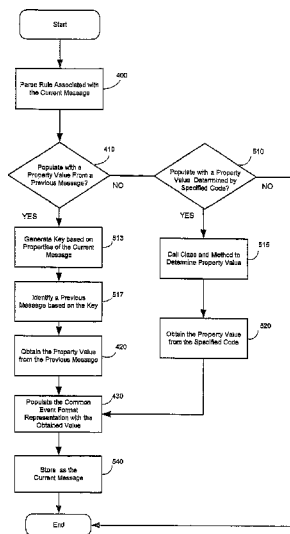 Start
Parse Rule Associated with
the Current Message
400
Populate with a
Property Value From a
Previous Message?
410
NO
YES
Populate with a Property
Value Determined by
Specified Code?
510
NO
YES
Generate Key based on
Properties of the Current
Message
513
Call Class and Method to
Determine Property Value
515
Identify a Previous
Message based on the Key
517
Obtain the Property Value
from the Previous Message
420
Obtain the Property Value
from the Specified Code
520
Populate the Common
Event Format
Representation with the
Obtained Value
430
Store as the
Current Message
540
End